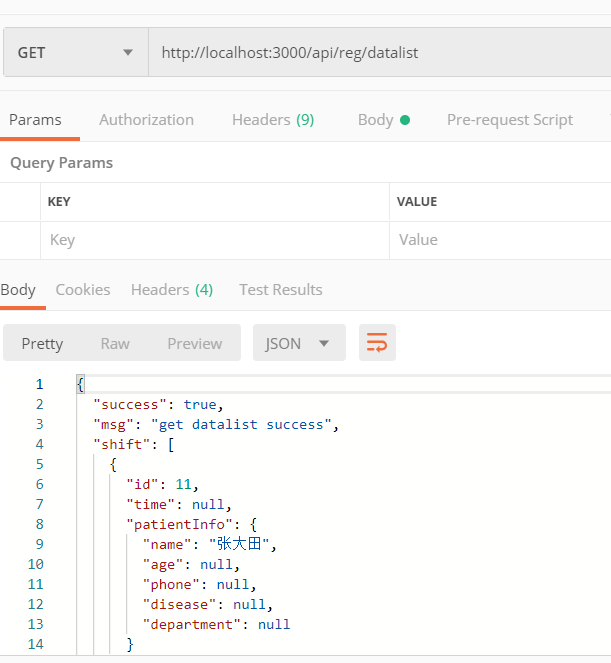 GET http://localhost:3000/api/reg/datalist
Params Authorization Headers (9) Body Pre-request Script
Query Params
KEY VALUE
Key Value
Body Cookies Headers (4) Test Results
Pretty Raw Preview JSON
1 {
2 "success": true,
3 "msg": "get datalist success",
4 "shift": [
5 {
6 "id": 11,
7 "time": null,
8 "patientInfo": {
9 "name": "张大田",
10 "age": null,
11 "phone": null,
12 "disease": null,
13 "department": null
14 }